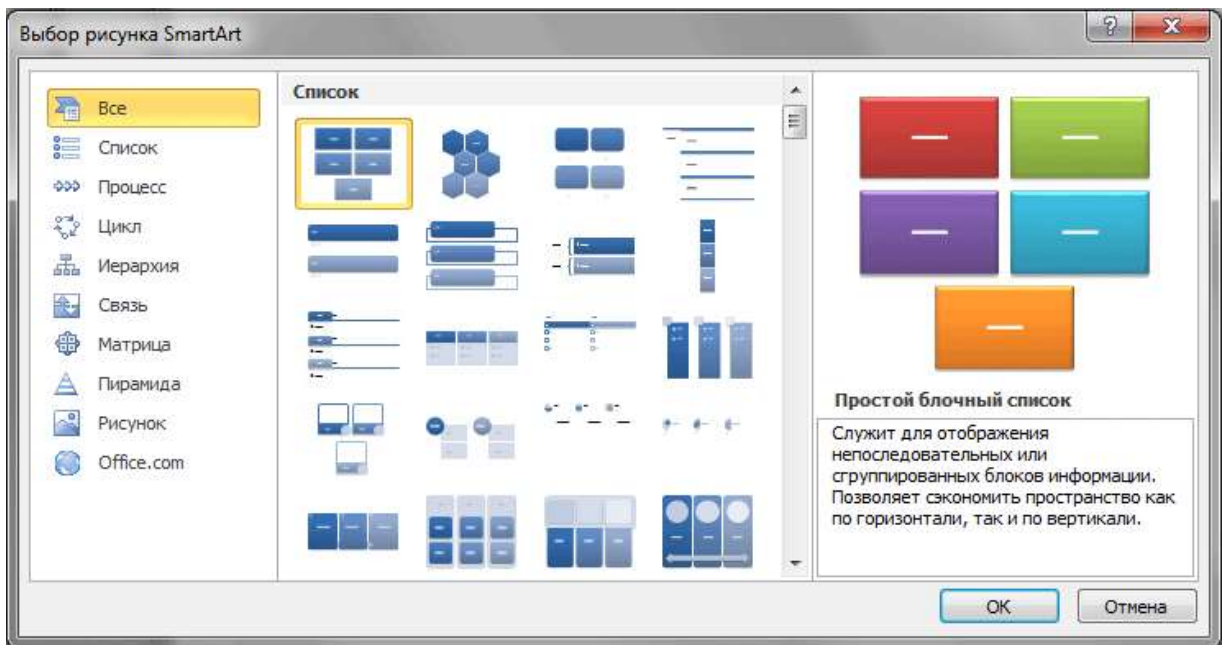 Выбор рисунка SmartArt
Все
Список
Процесс
Цикл
Иерархия
Связь
Матрица
Пирамида
Рисунок
Office.com
Список
Простой блочный список
Служит для отображения
непоследовательных или
сгруппированных блоков информации.
Позволяет сэкономить пространство как
по горизонтали, так и по вертикали.
ОК
Отмена